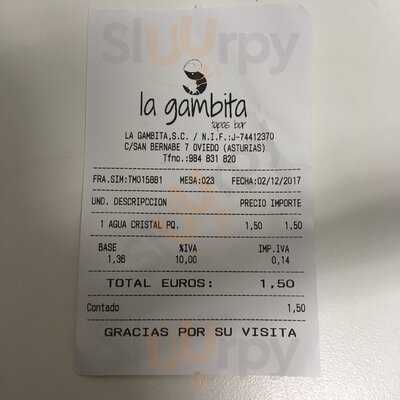 Sluurpy
la gambita
tapas bar
LA GAMBITA,S.C. / N.I.F.:J-74412370
C/SAN BERNABE 7 OVIEDO (ASTURIAS)
Tfno.:984 831 820
FRA.SIM:TM015881 MESA:023 FECHA:02/12/2017
UND. DESCRIPCCION PRECIO IMPORTE
1 AGUA CRISTAL PQ. 1,50 1,50
BASE %IVA IMP.IVA
1,36 10,00 0,14
TOTAL EUROS: 1,50
Contado 1,50
GRACIAS POR SU VISITA
Sluurpy